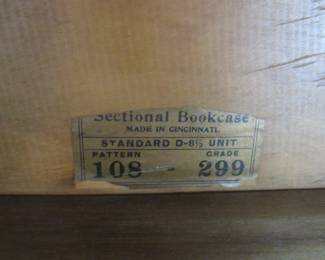 Sectional Bookcase
MADE IN CINCINNATI
STANDARD D-8½ UNIT
PATTERN GRADE
108 - 299